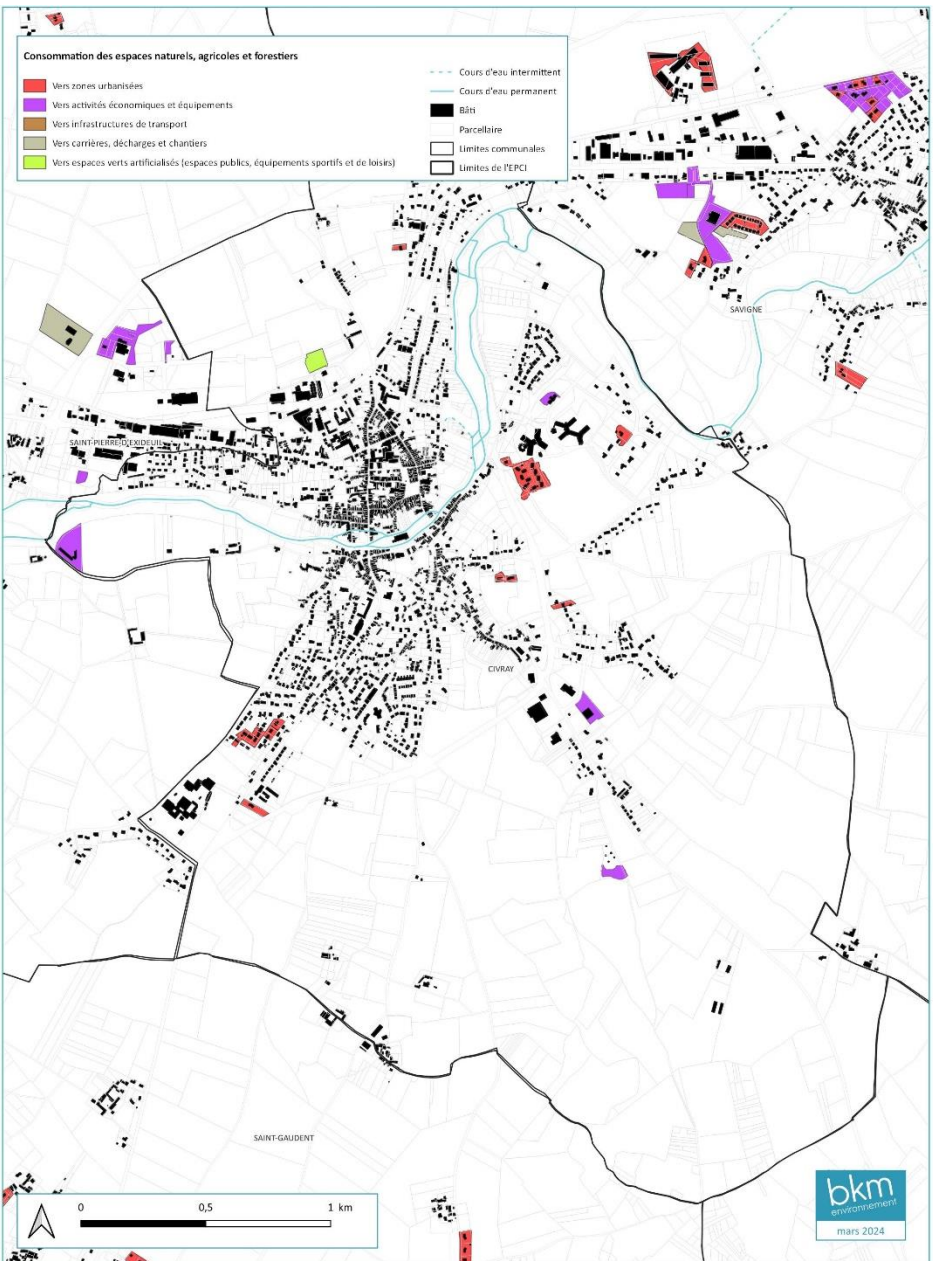 Consommation des espaces naturels, agricoles et forestiers
Vers zones urbanisées
Vers activités économiques et équipements
Vers infrastructures de transport
Vers carrières, décharges et chantiers
Vers espaces verts artificialisés (espaces publics, équipements sportifs et de loisirs)
Cours d'eau intermittent
Cours d'eau permanent
Bâti
Parcellaire
Limites communales
Limites de l'EPCI
SAVIGNE
SAINT-PIERRE-D'EXIDEUIL
CIVRAY
SAINT-GAUDENT
0 0,5 1 km
bkm
environnement
mars 2024